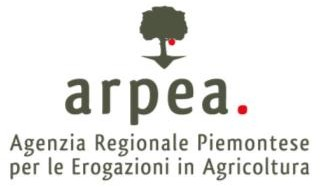 arpea.
Agenzia Regionale Piemontese
per le Erogazioni in Agricoltura